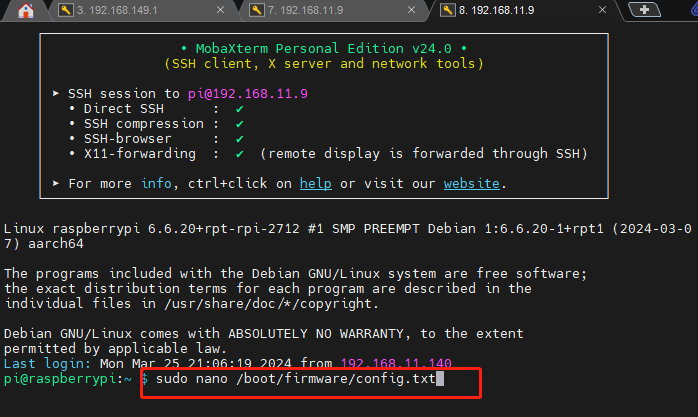 3. 192.168.149.1
7. 192.168.11.9
8. 192.168.11.9
• MobaXterm Personal Edition v24.0 •
(SSH client, X server and network tools)
➤ SSH session to pi@192.168.11.9
• Direct SSH : ✔
• SSH compression : ✔
• SSH-browser : ✔
• X11-forwarding : ✔ (remote display is forwarded through SSH)
➤ For more info, ctrl+click on help or visit our website.
Linux raspberrypi 6.6.20+rpt-rpi-2712 #1 SMP PREEMPT Debian 1:6.6.20-1+rpt1 (2024-03-0
7) aarch64
The programs included with the Debian GNU/Linux system are free software;
the exact distribution terms for each program are described in the
individual files in /usr/share/doc/*/copyright.
Debian GNU/Linux comes with ABSOLUTELY NO WARRANTY, to the extent
permitted by applicable law.
Last login: Mon Mar 25 21:06:19 2024 from 192.168.11.140
pi@raspberrypi:~ $ sudo nano /boot/firmware/config.txt